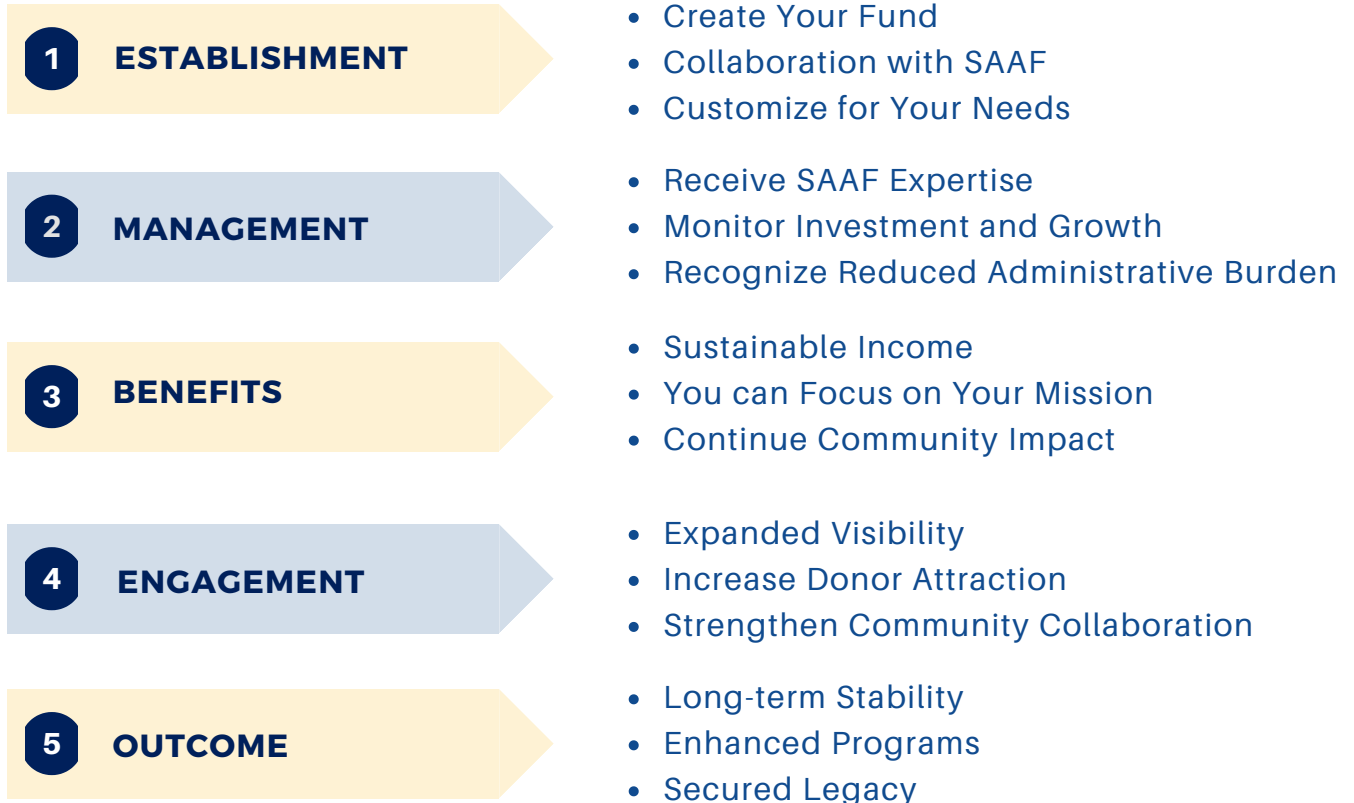 1 ESTABLISHMENT
• Create Your Fund
• Collaboration with SAAF
• Customize for Your Needs
2 MANAGEMENT
• Receive SAAF Expertise
• Monitor Investment and Growth
• Recognize Reduced Administrative Burden
3 BENEFITS
• Sustainable Income
• You can Focus on Your Mission
• Continue Community Impact
4 ENGAGEMENT
• Expanded Visibility
• Increase Donor Attraction
• Strengthen Community Collaboration
5 OUTCOME
• Long-term Stability
• Enhanced Programs
• Secured Legacy